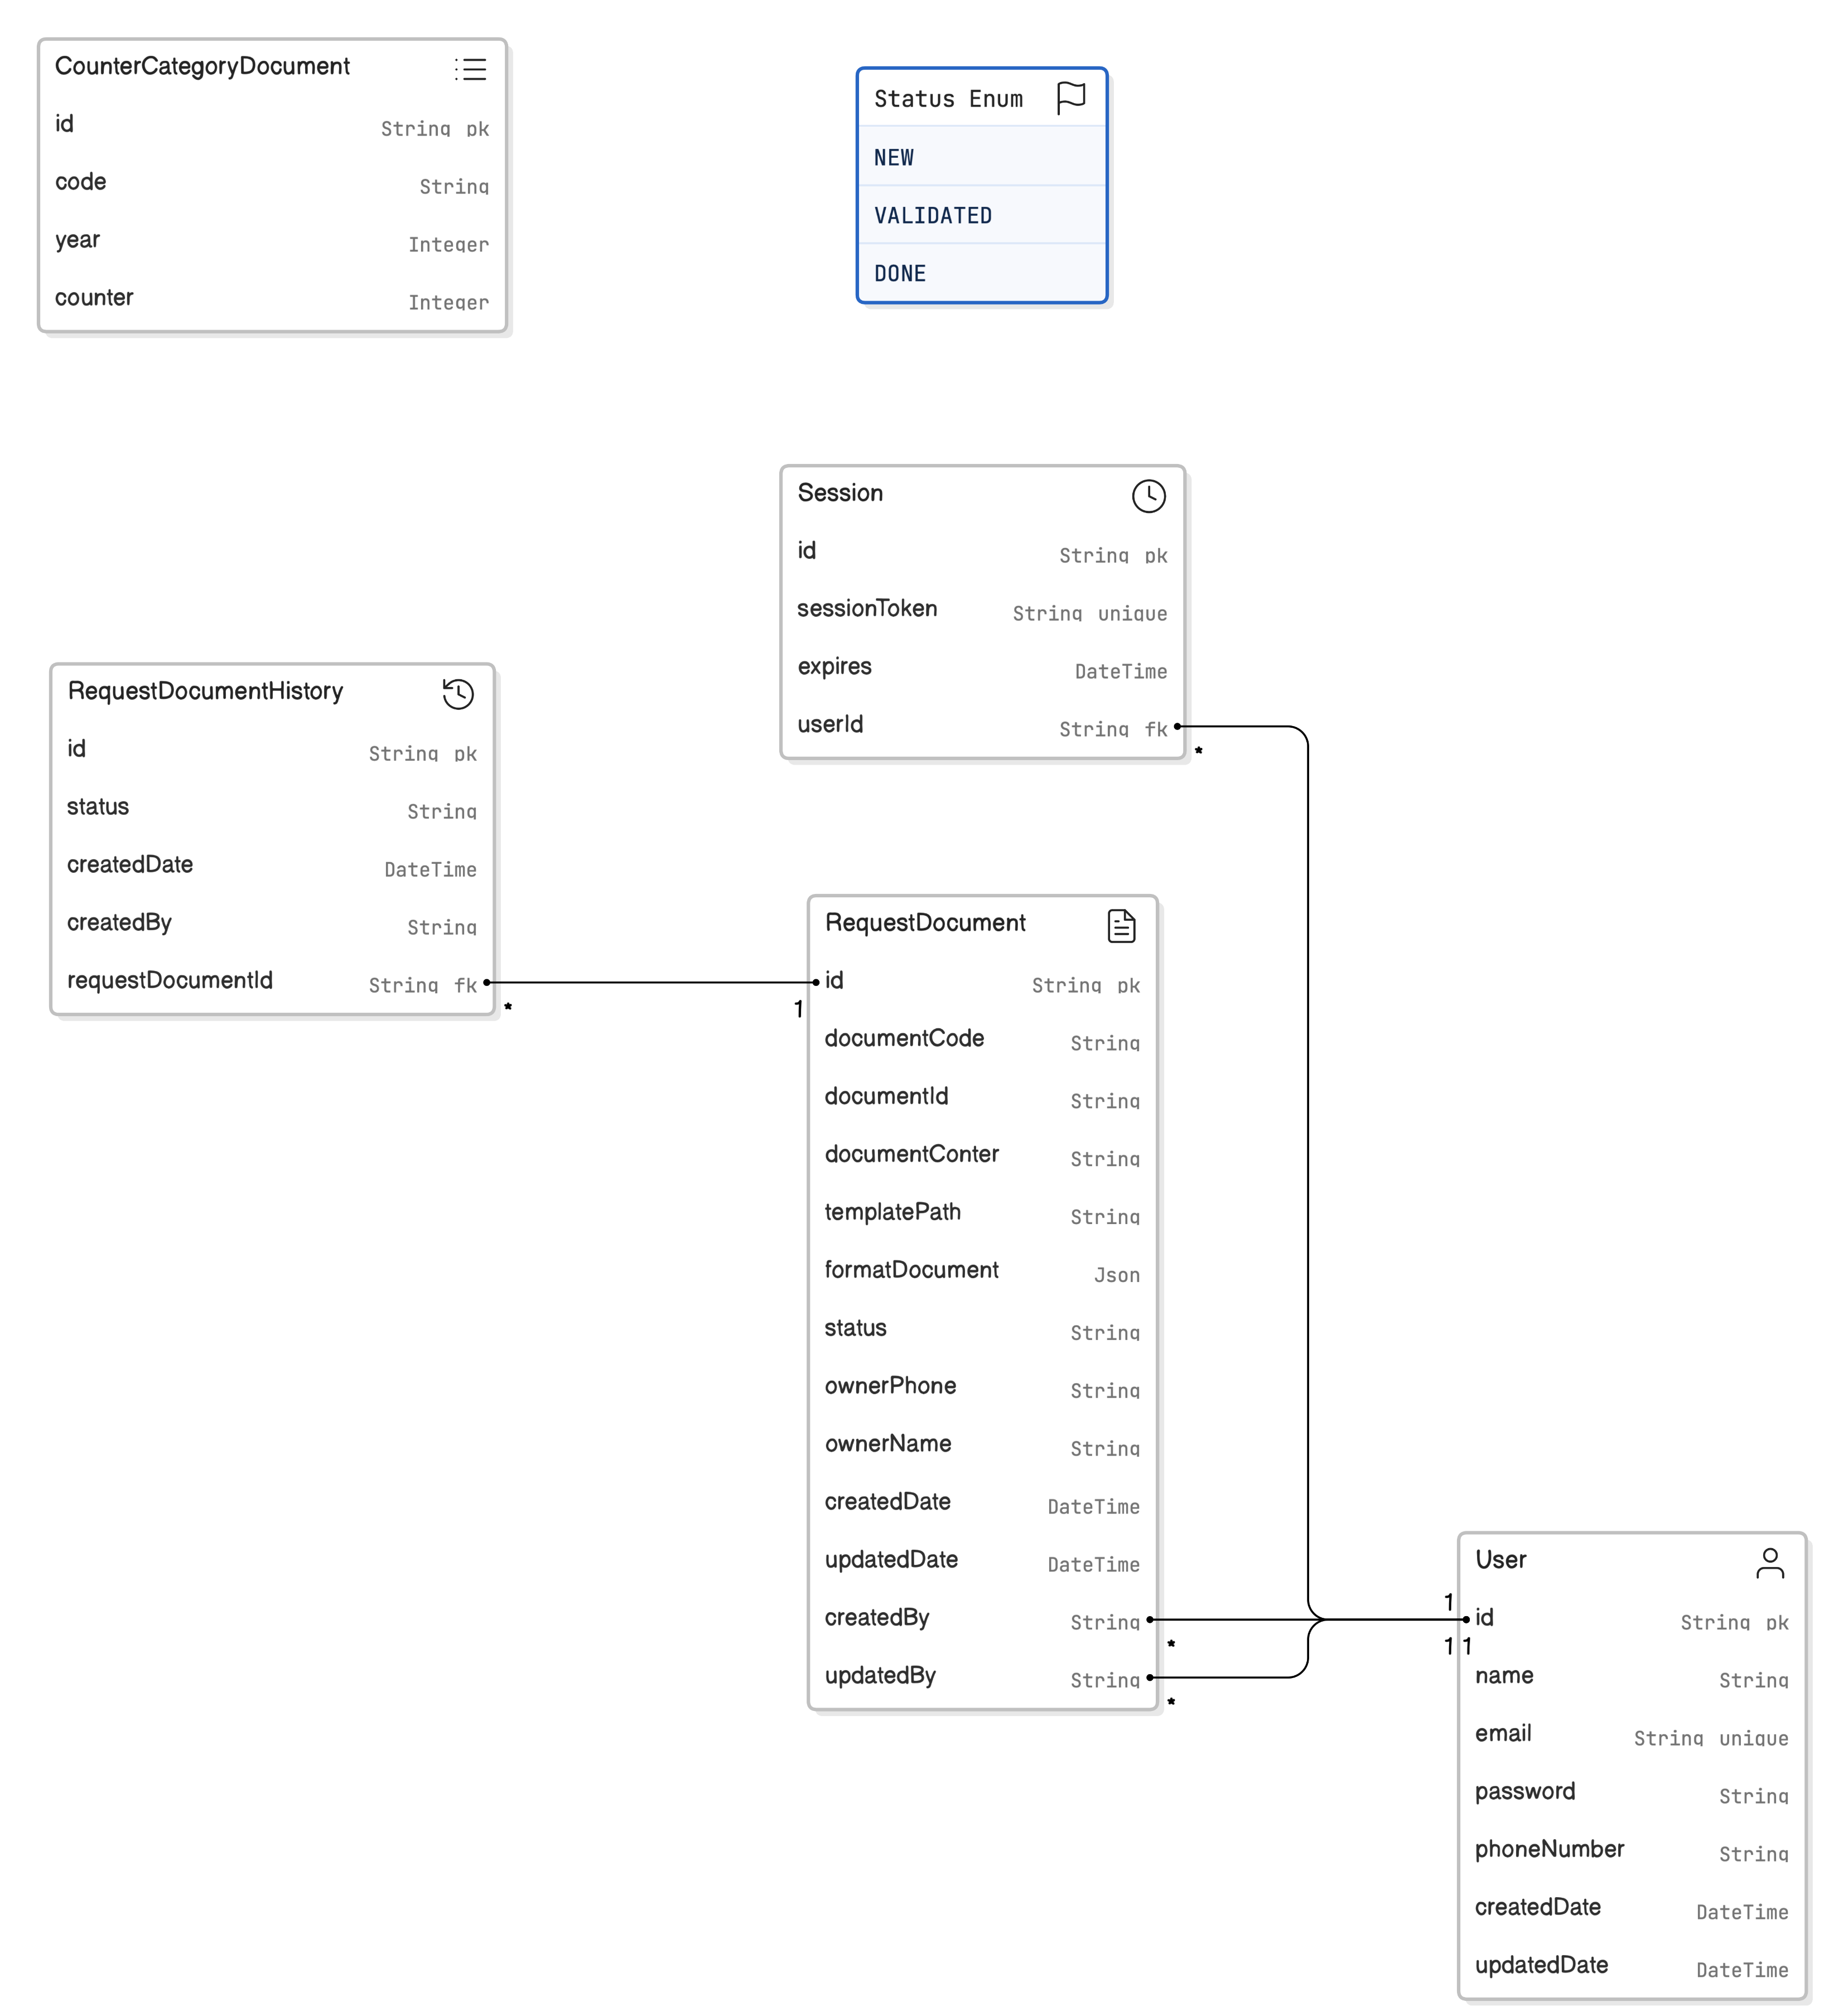 CounterCategoryDocument
id String pk
code String
year Integer
counter Integer
Status Enum
NEW
VALIDATED
DONE
Session
id String pk
sessionToken String unique
expires DateTime
userId String fk
*
RequestDocumentHistory
id String pk
status String
createdDate DateTime
createdBy String
requestDocumentId String fk
*
1
RequestDocument
id String pk
documentCode String
documentId String
documentConter String
templatePath String
formatDocument Json
status String
ownerPhone String
ownerName String
createdDate DateTime
updatedDate DateTime
createdBy String
*
updatedBy String
*
1
1 1
User
id String pk
name String
email String unique
password String
phoneNumber String
createdDate DateTime
updatedDate DateTime